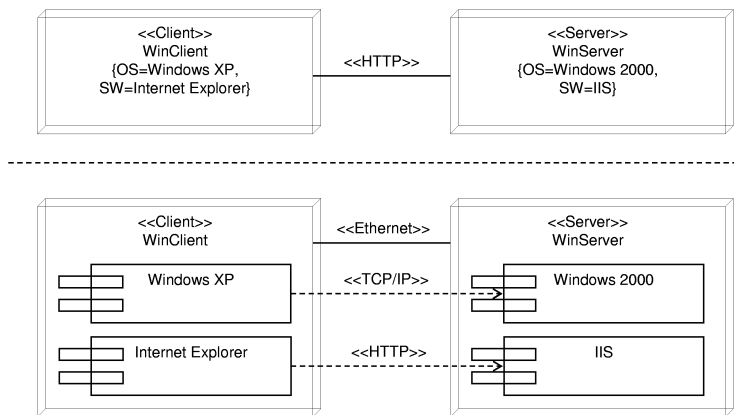 <<Client>>
WinClient
{OS=Windows XP,
SW=Internet Explorer}
<<HTTP>>
<<Server>>
WinServer
{OS=Windows 2000,
SW=IIS}
<<Client>>
WinClient
<<Ethernet>>
<<Server>>
WinServer
Windows XP
<<TCP/IP>>
Windows 2000
Internet Explorer
<<HTTP>>
IIS